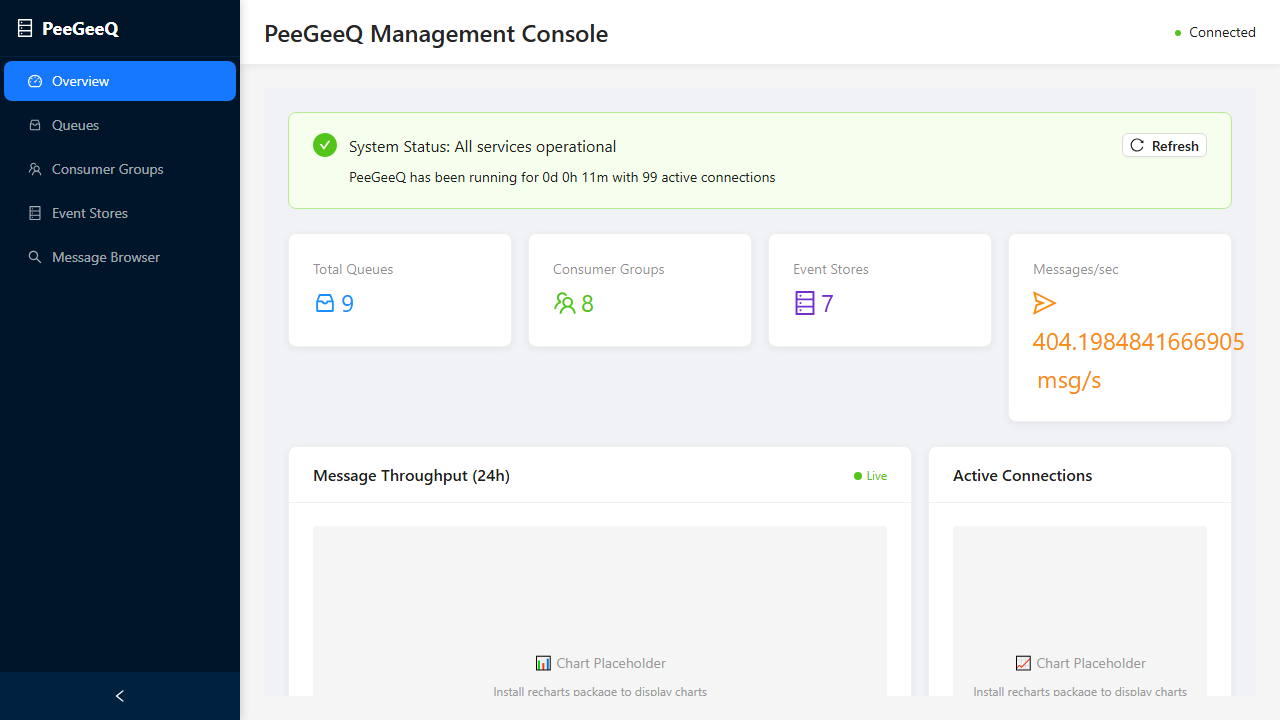 PeeGeeQ
PeeGeeQ Management Console
Connected
Overview
Queues
Consumer Groups
Event Stores
Message Browser
System Status: All services operational
Refresh
PeeGeeQ has been running for 0d 0h 11m with 99 active connections
Total Queues
9
Consumer Groups
8
Event Stores
7
Messages/sec
404.1984841666905
msg/s
Message Throughput (24h)
Live
Active Connections
Chart Placeholder
Install recharts package to display charts
Chart Placeholder
Install recharts package to display charts